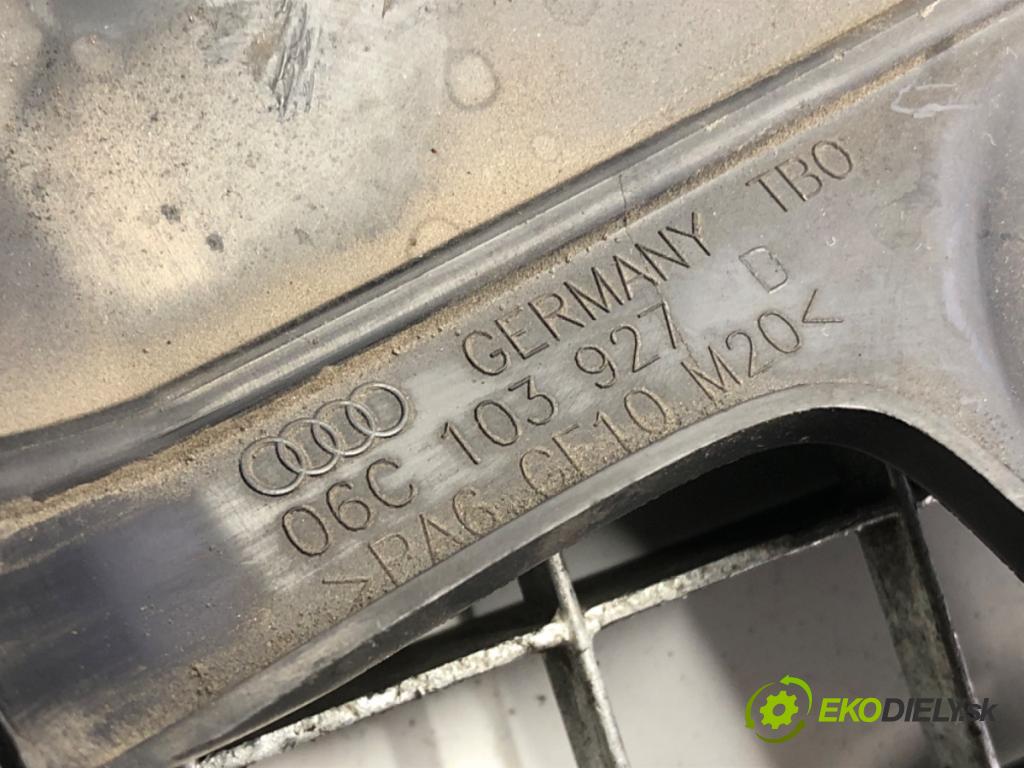 GERMANY TBO
06C 103 927 D
>PA6 GF10 M20<
EKODIELY.sk